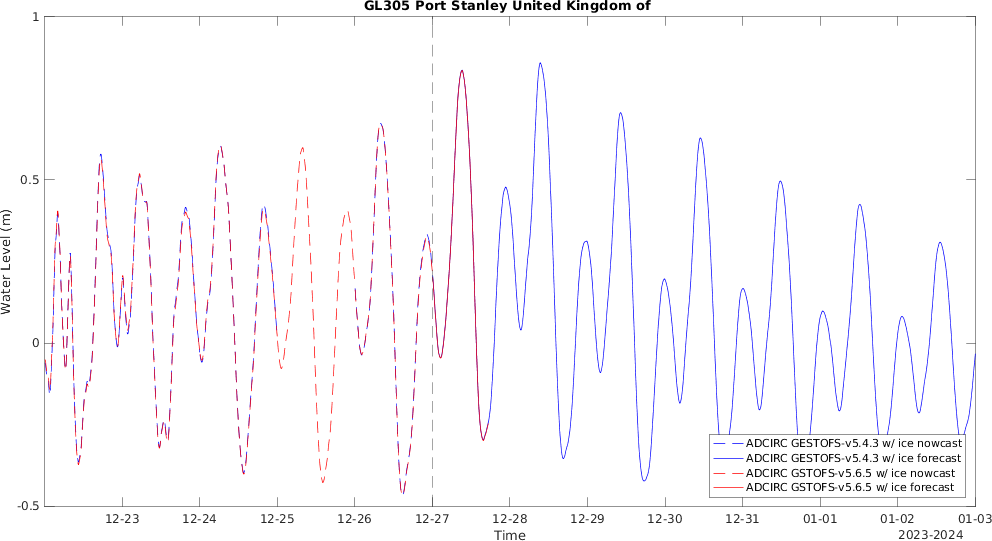 GL305 Port Stanley United Kingdom of
Water Level (m)
1
0.5
0
-0.5
12-23
12-24
12-25
12-26
12-27
12-28
12-29
12-30
12-31
01-01
01-02
01-03
Time
2023-2024
ADCIRC GESTOFS-v5.4.3 w/ ice nowcast
ADCIRC GESTOFS-v5.4.3 w/ ice forecast
ADCIRC GSTOFS-v5.6.5 w/ ice nowcast
ADCIRC GSTOFS-v5.6.5 w/ ice forecast